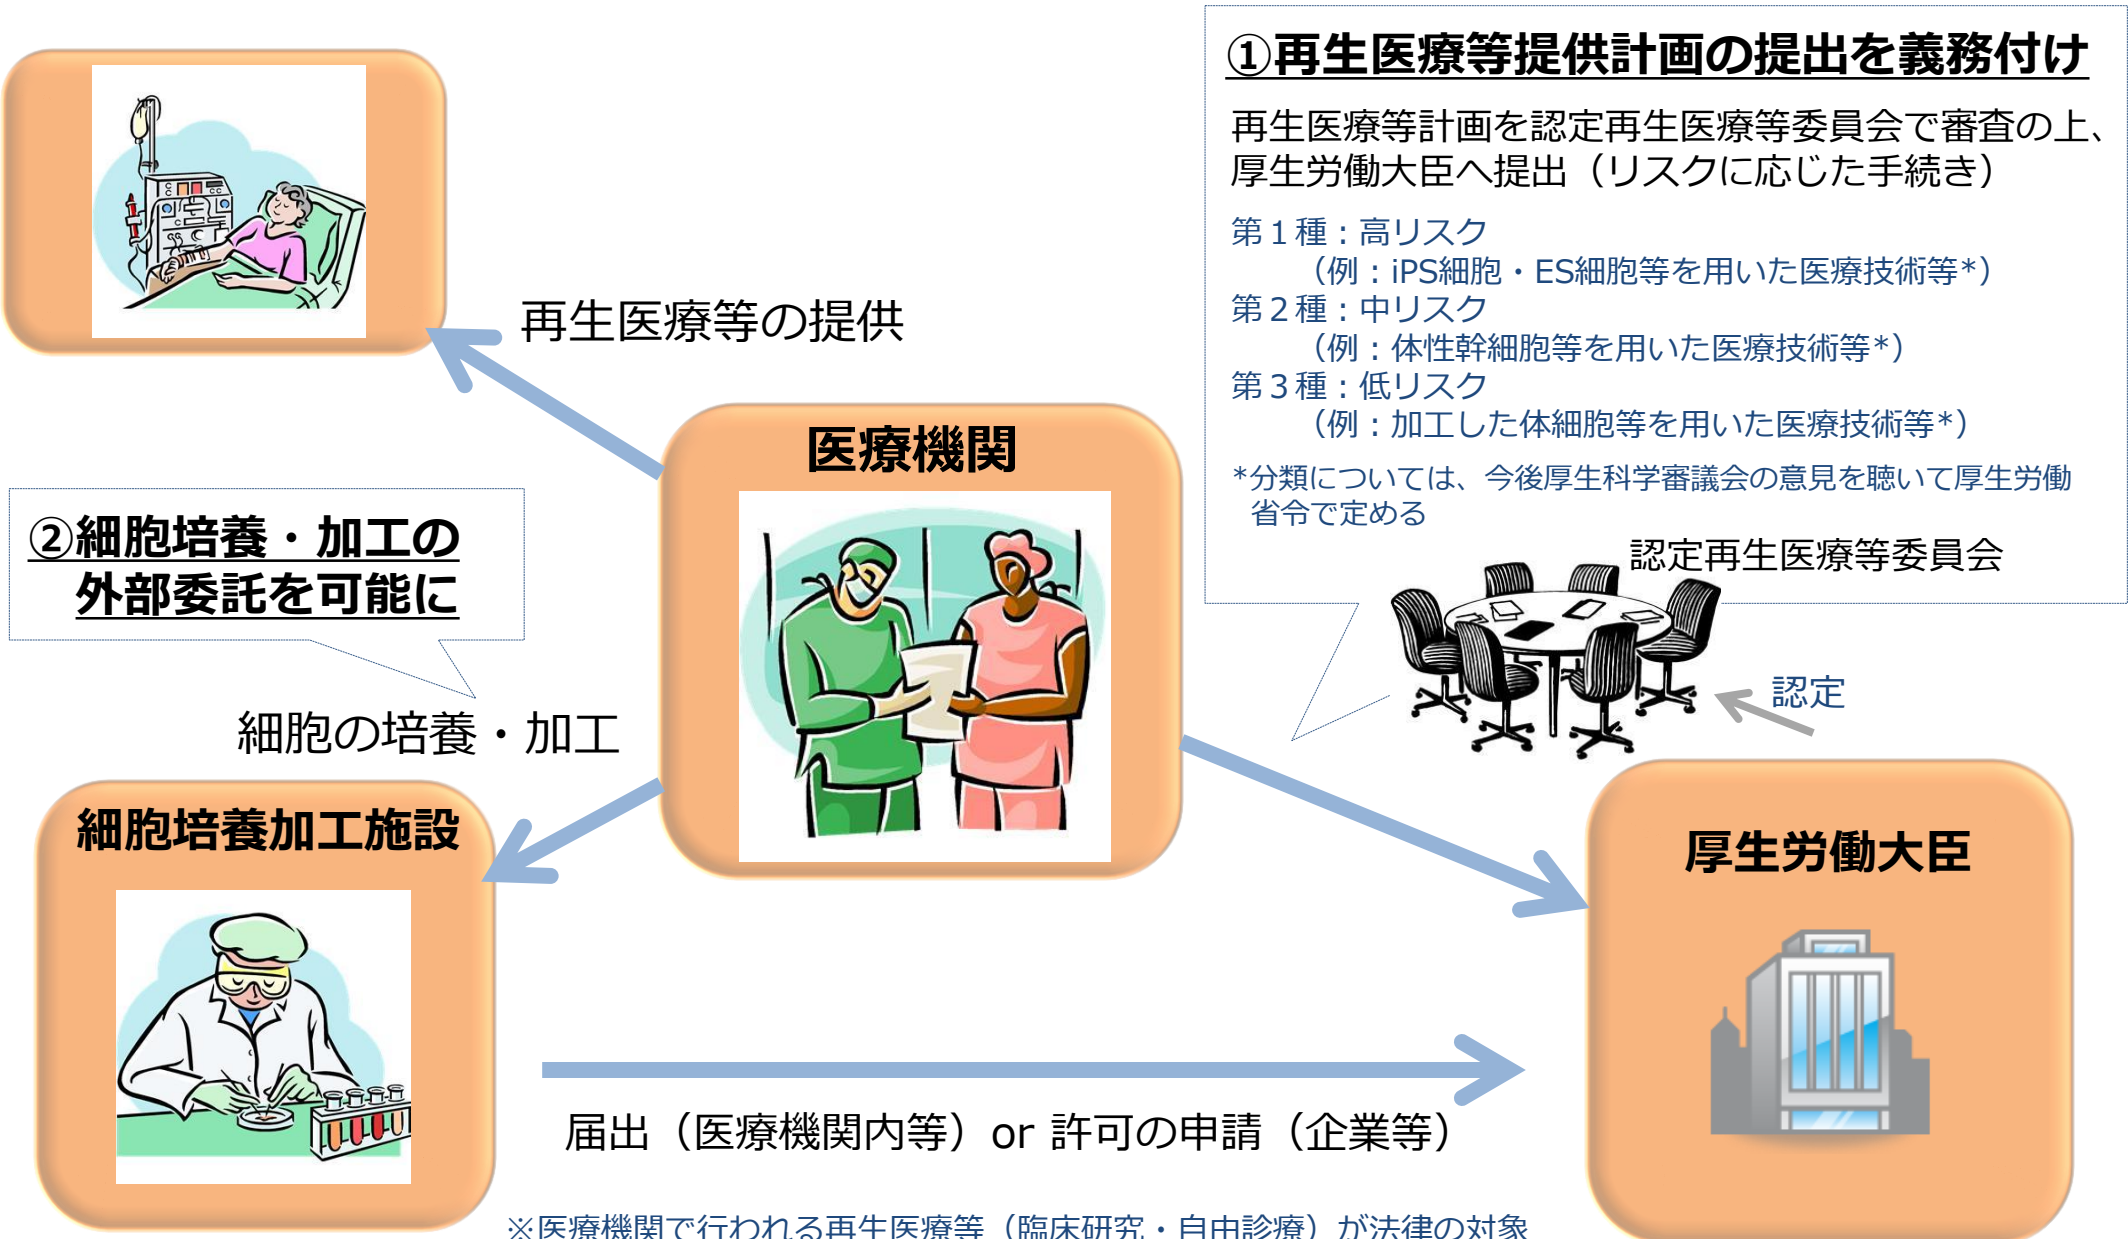 ①再生医療等提供計画の提出を義務付け
再生医療等計画を認定再生医療等委員会で審査の上、
厚生労働大臣へ提出（リスクに応じた手続き）
第１種：高リスク
（例：iPS細胞・ES細胞等を用いた医療技術等*）
第２種：中リスク
（例：体性幹細胞等を用いた医療技術等*）
第３種：低リスク
（例：加工した体細胞等を用いた医療技術等*）
*分類については、今後厚生科学審議会の意見を聴いて厚生労働
省令で定める
認定再生医療等委員会
認定
再生医療等の提供
医療機関
②細胞培養・加工の
外部委託を可能に
細胞の培養・加工
細胞培養加工施設
厚生労働大臣
届出（医療機関内等）or 許可の申請（企業等）
※医療機関で行われる再生医療等（臨床研究・自由診療）が法律の対象